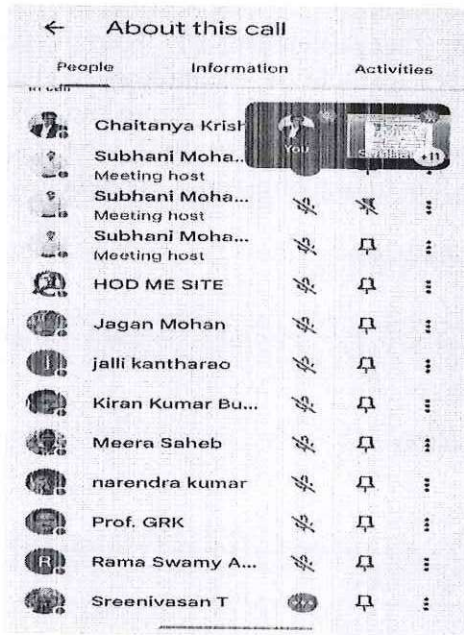 About this call
People Information Activities
In call
Chaitanya Krish
You
+11
Subhani Moha...
Meeting host
Subhani Moha...
Meeting host
Subhani Moha...
Meeting host
HOD ME SITE
Jagan Mohan
j jalli kantharao
Kiran Kumar Bu...
Meera Saheb
narendra kumar
Prof. GRK
R Rama Swamy A...
Sreenivasan T